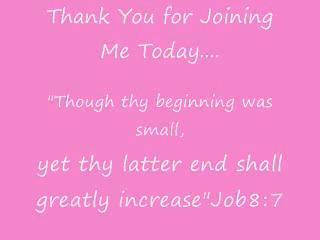 Thank You for Joining
Me Today....
"Though thy beginning was
small,
yet thy latter end shall
greatly increase"Job8:7